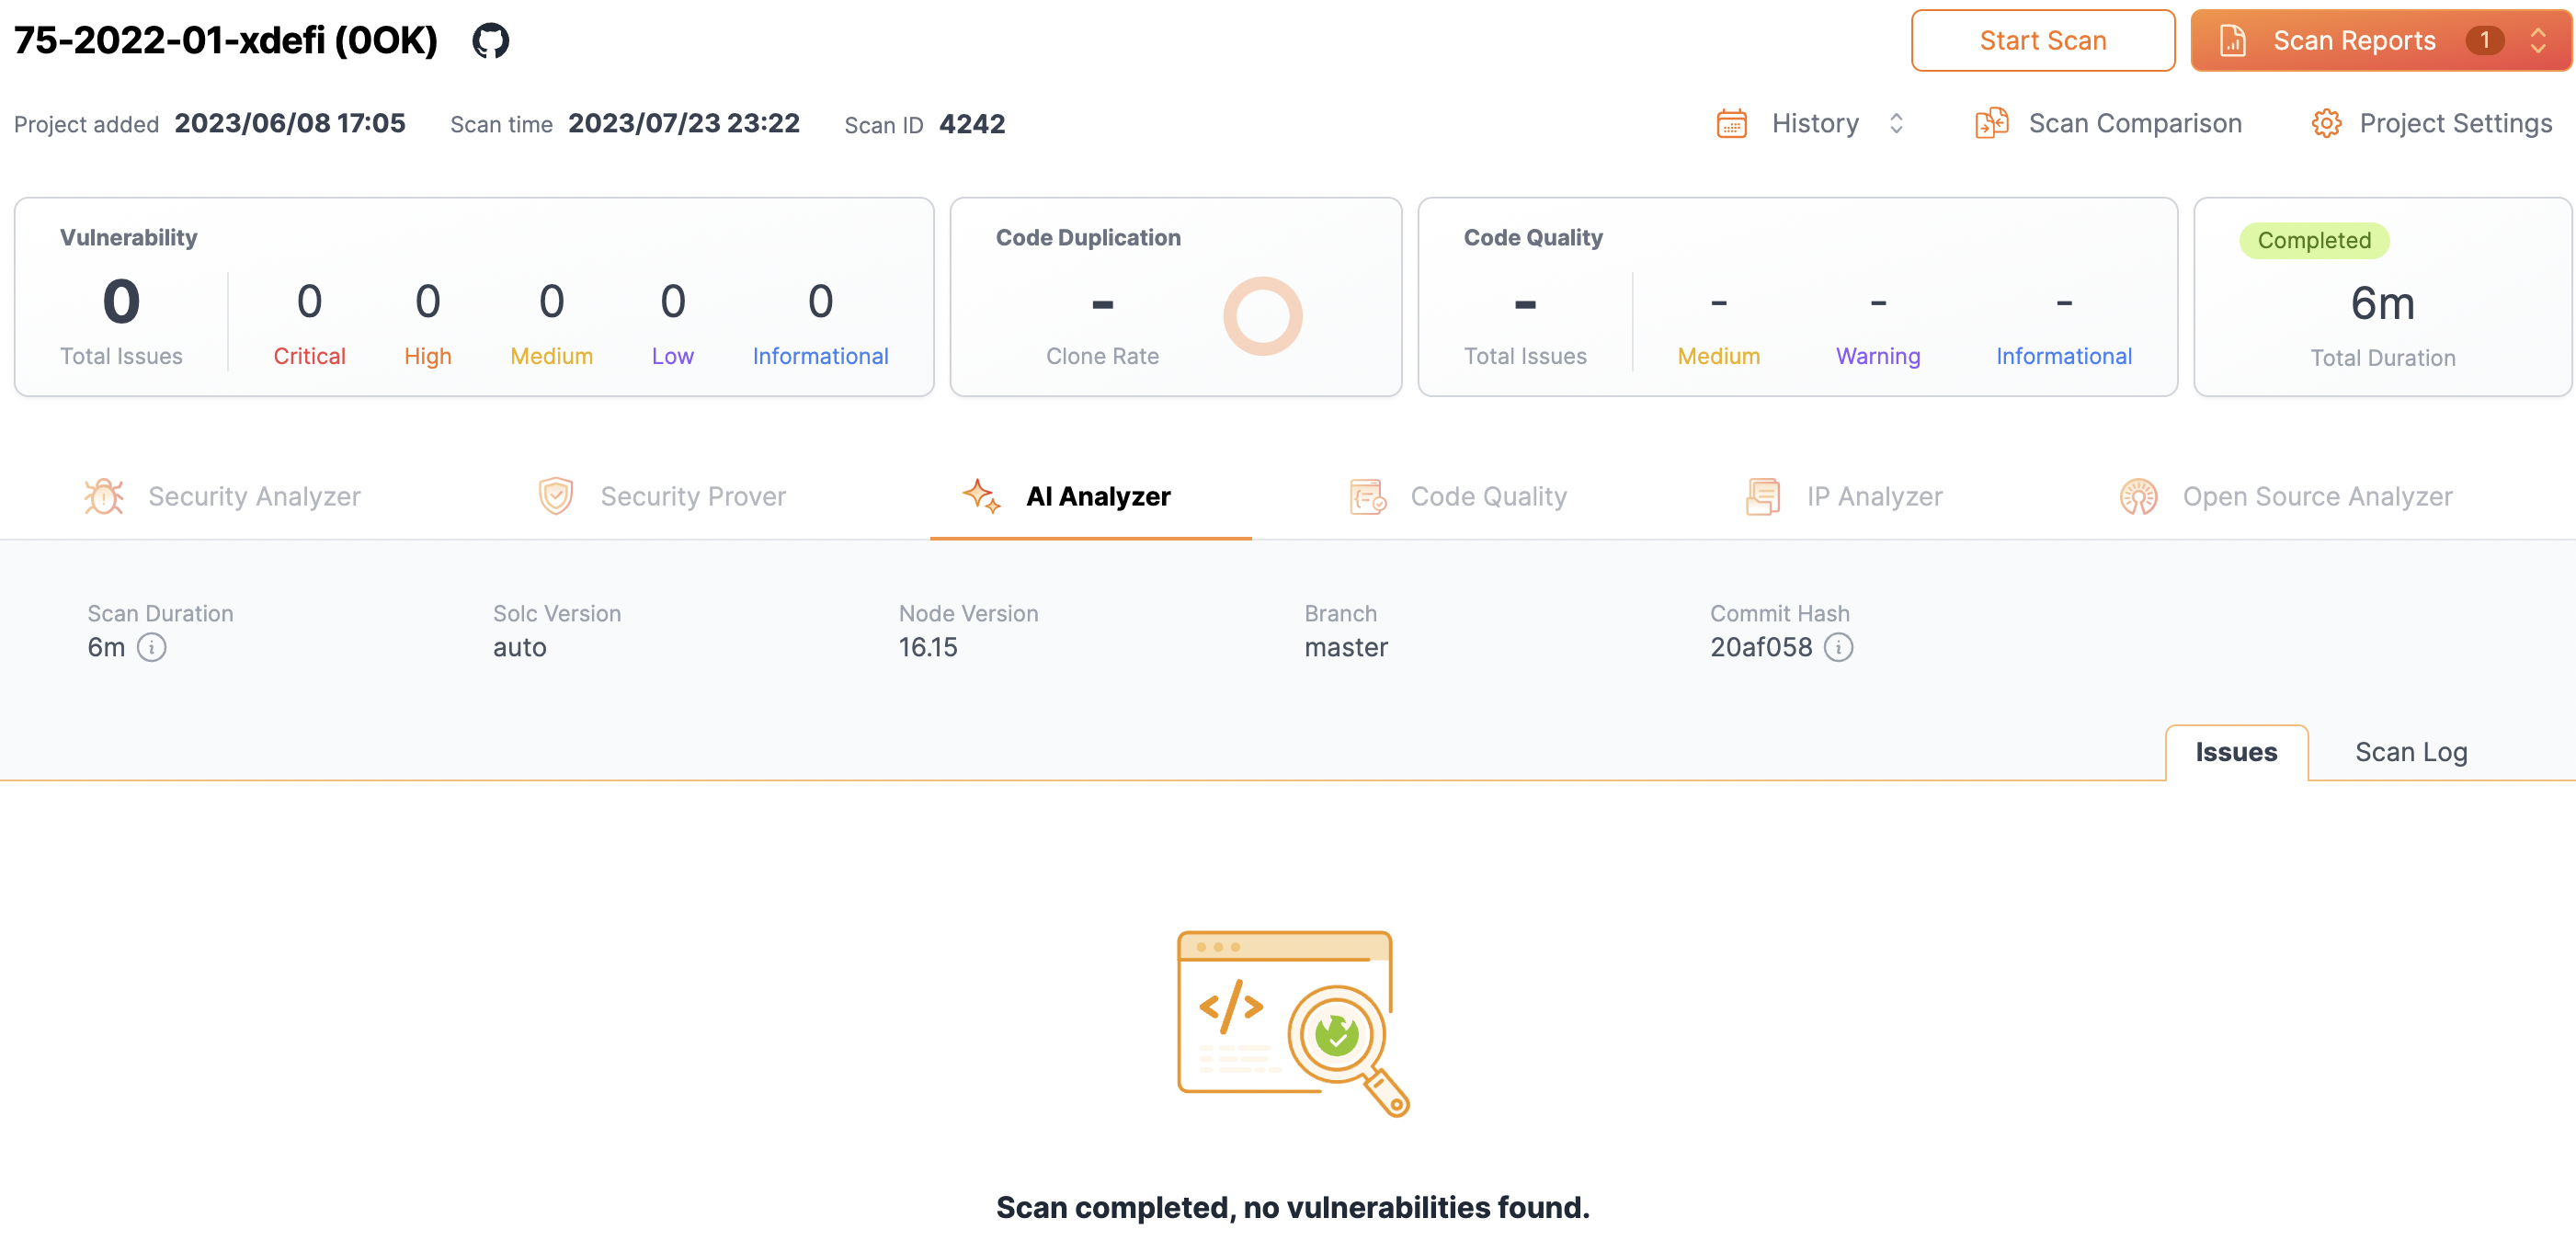 75-2022-01-xdefi (0OK)
Start Scan
Scan Reports 1
Project added 2023/06/08 17:05 Scan time 2023/07/23 23:22 Scan ID 4242
History Scan Comparison Project Settings
Vulnerability
0 0 0 0 0 0
Total Issues Critical High Medium Low Informational
Code Duplication
-
Clone Rate
Code Quality
- - - -
Total Issues Medium Warning Informational
Completed
6m
Total Duration
Security Analyzer Security Prover AI Analyzer Code Quality IP Analyzer Open Source Analyzer
Scan Duration Solc Version Node Version Branch Commit Hash
6m auto 16.15 master 20af058
Issues Scan Log
</>
Scan completed, no vulnerabilities found.